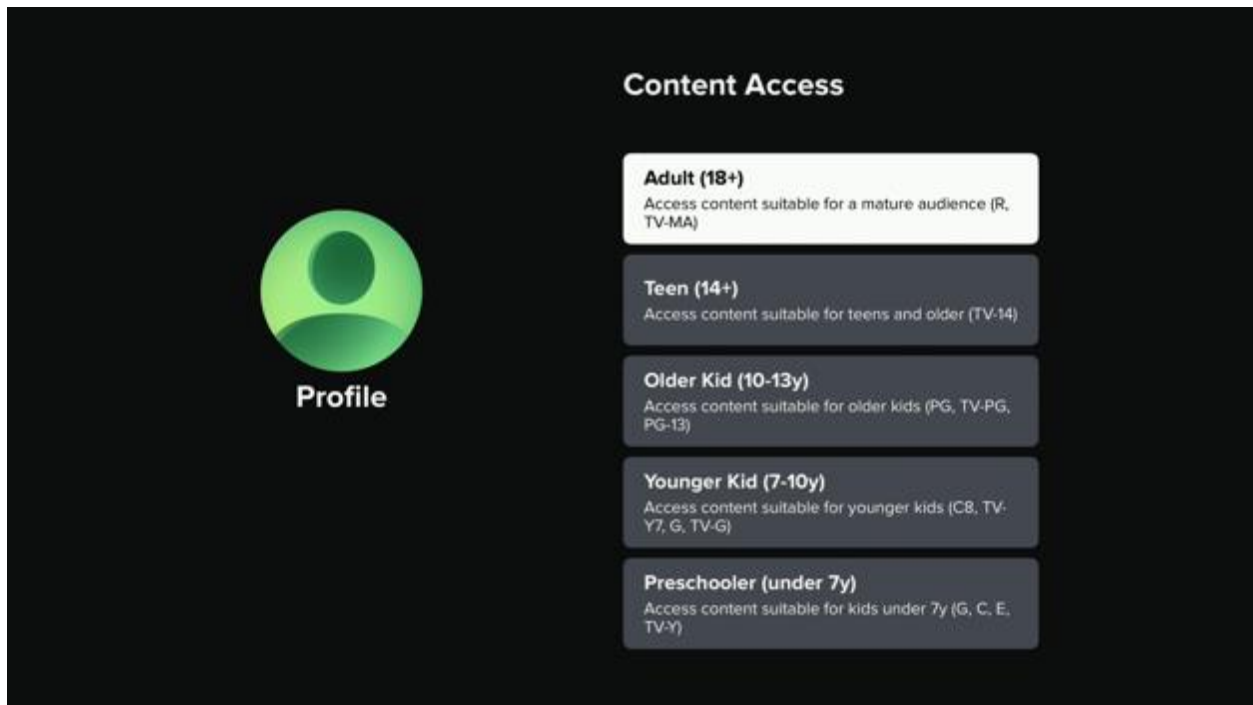 Content Access
Adult (18+)
Access content suitable for a mature audience (R,
TV-MA)
Teen (14+)
Access content suitable for teens and older (TV-14)
Profile
Older Kid (10-13y)
Access content suitable for older kids (PG, TV-PG,
PG-13)
Younger Kid (7-10y)
Access content suitable for younger kids (C8, TV-
Y7, G, TV-G)
Preschooler (under 7y)
Access content suitable for kids under 7y (G, C, E,
TV-Y)